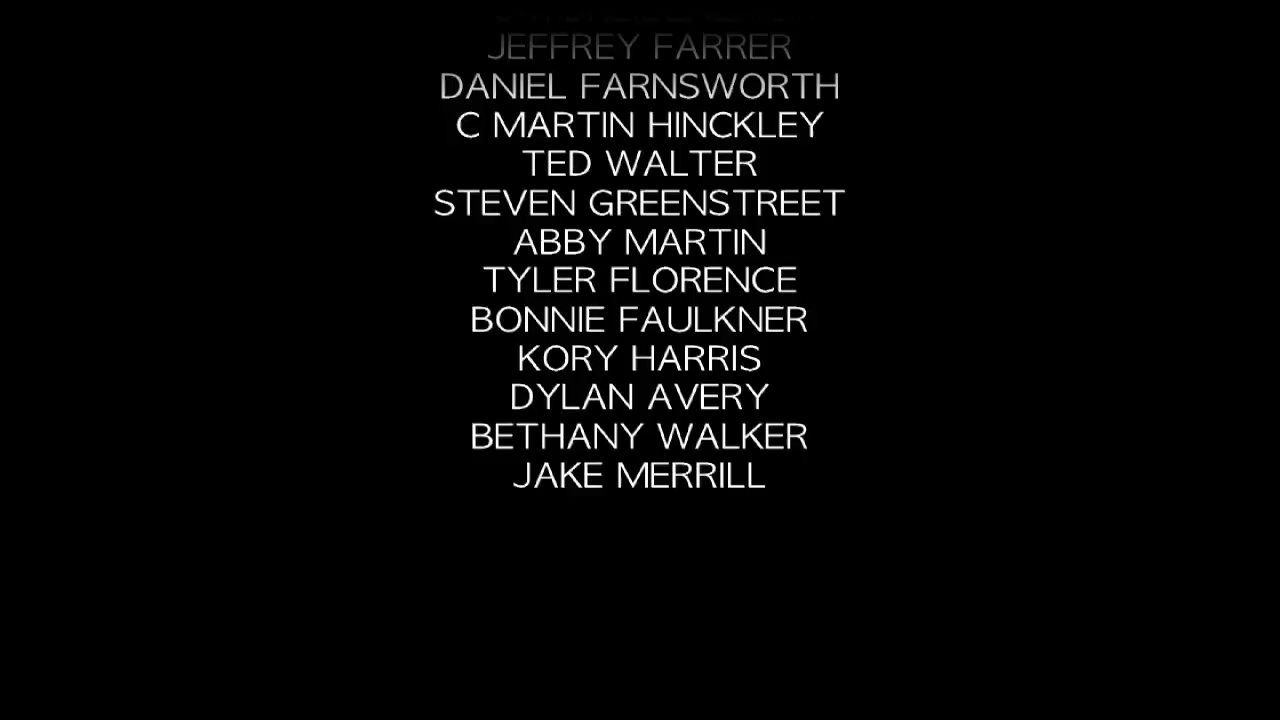 JEFFREY FARRER
DANIEL FARNSWORTH
C MARTIN HINCKLEY
TED WALTER
STEVEN GREENSTREET
ABBY MARTIN
TYLER FLORENCE
BONNIE FAULKNER
KORY HARRIS
DYLAN AVERY
BETHANY WALKER
JAKE MERRILL